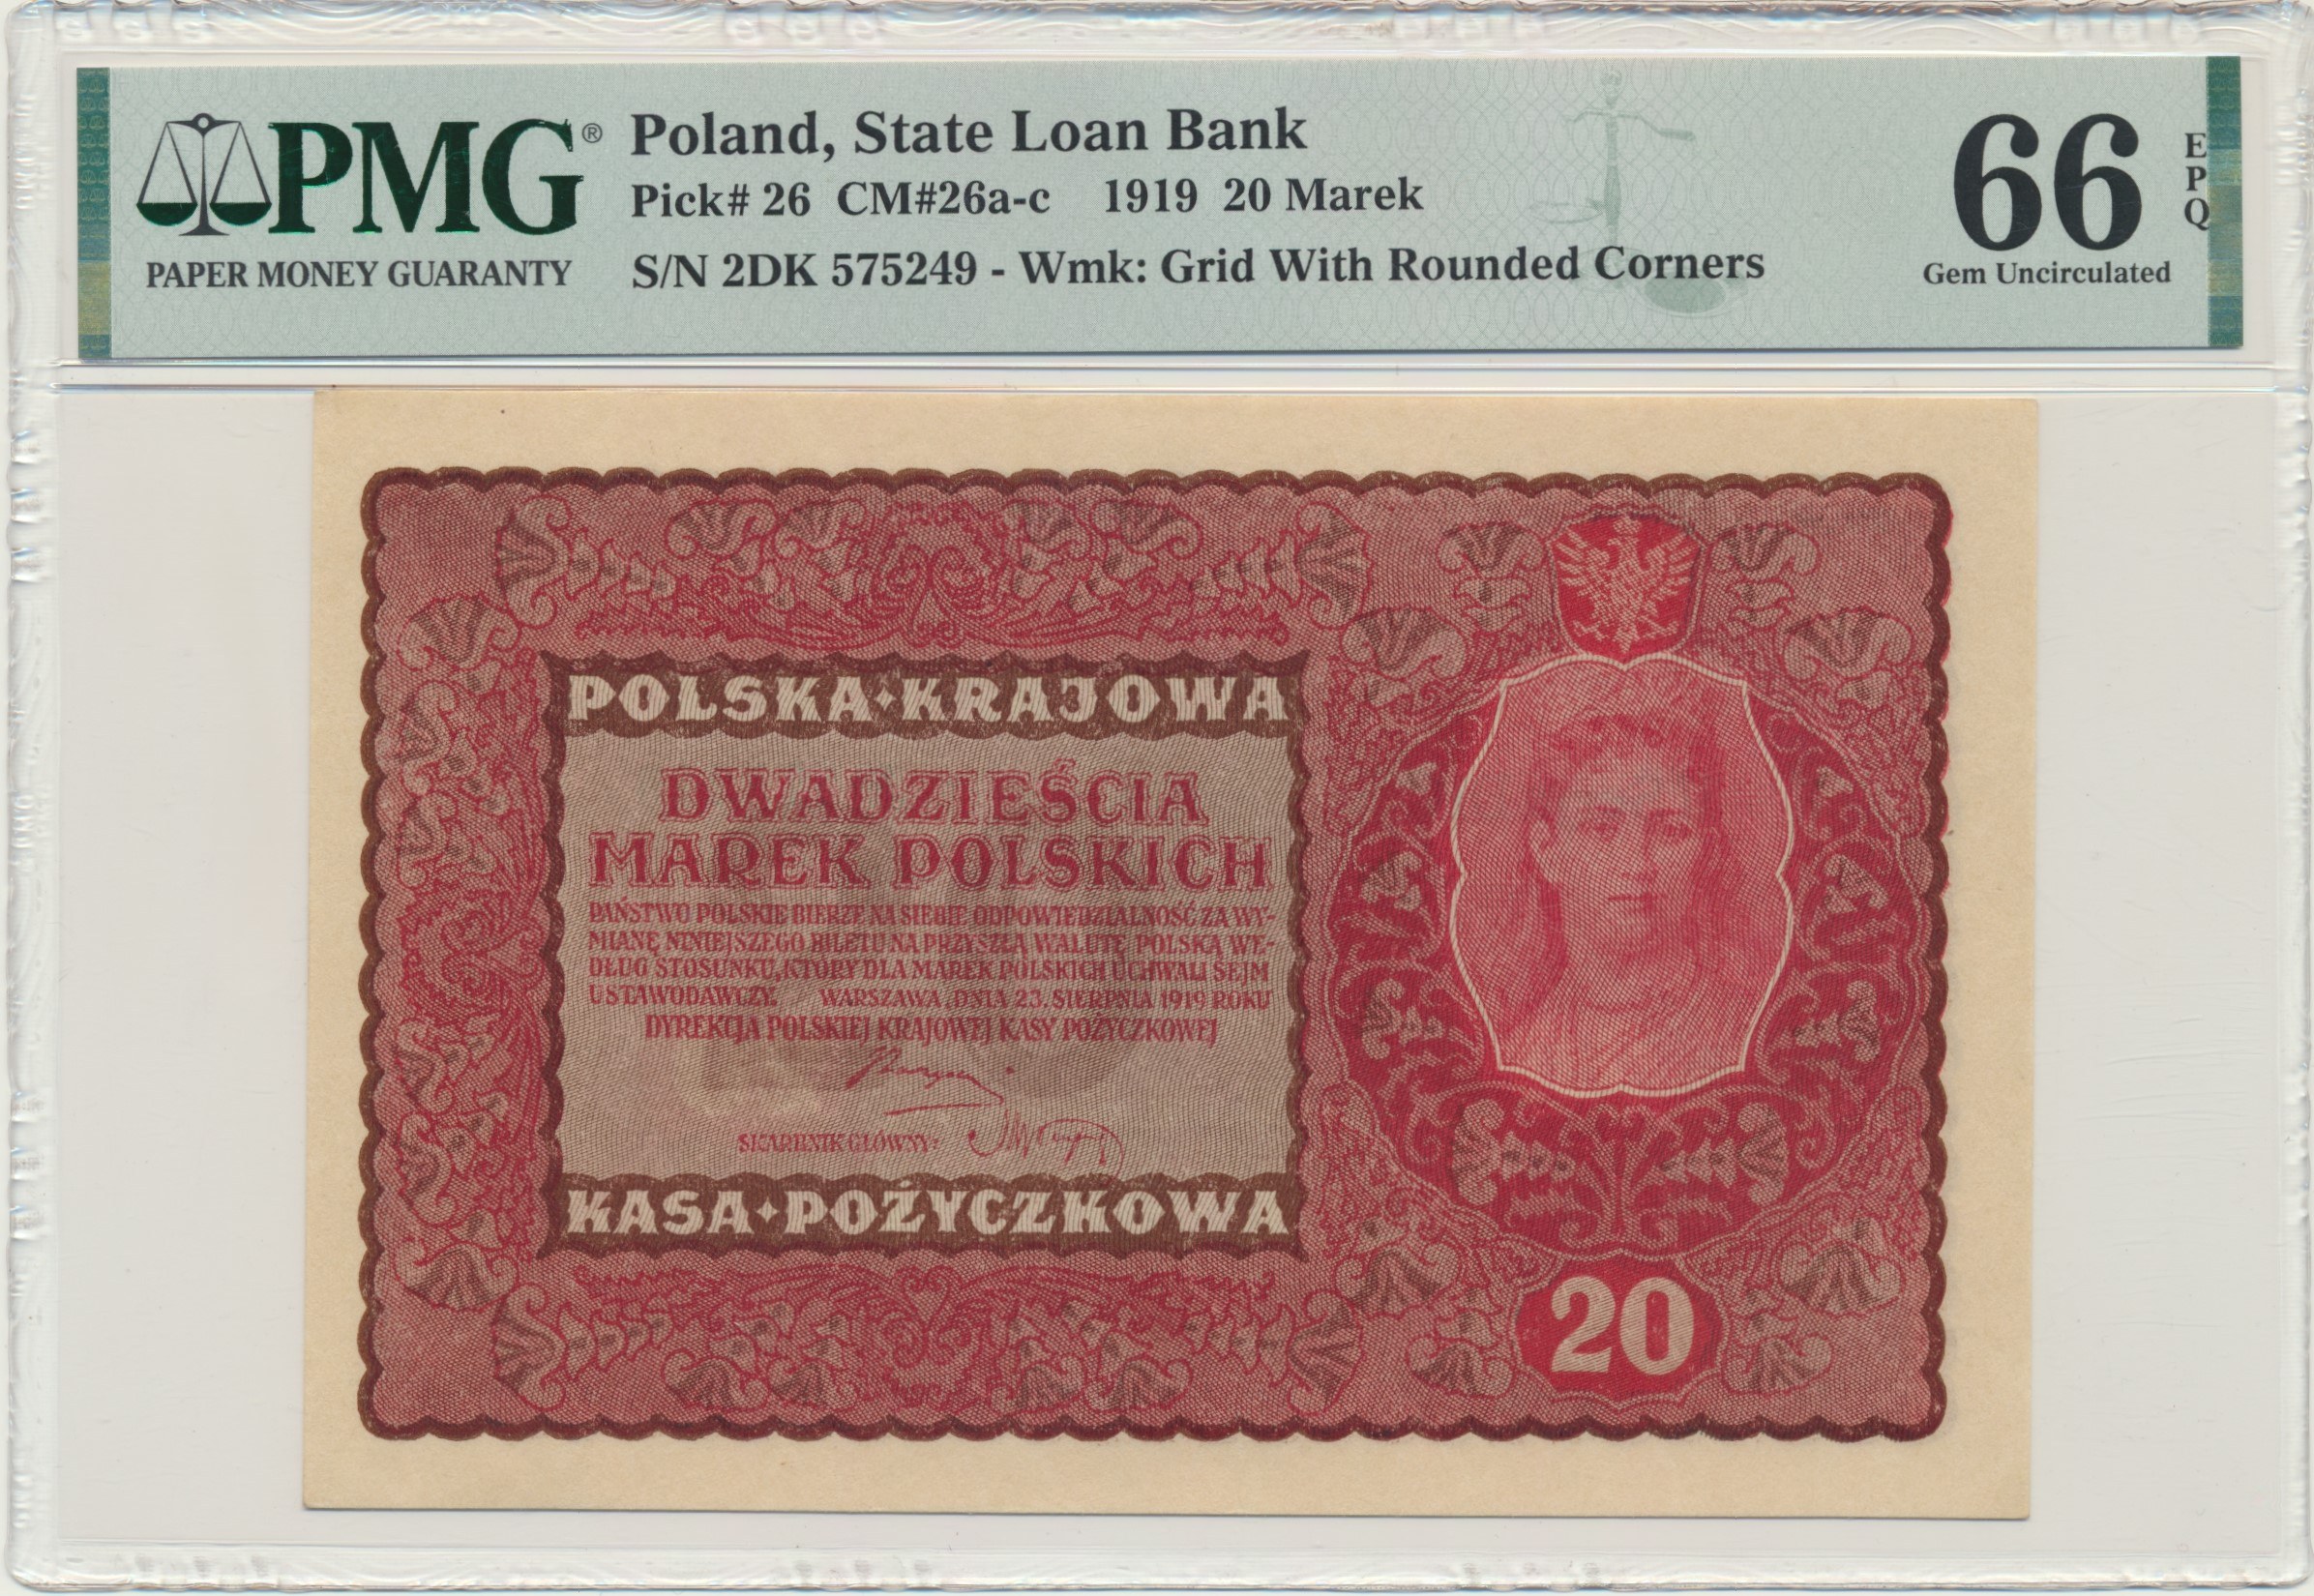 PMG®
PAPER MONEY GUARANTY
Poland, State Loan Bank
Pick# 26 CM#26a-c 1919 20 Marek
S/N 2DK 575249 - Wmk: Grid With Rounded Corners
66
EPQ
Gem Uncirculated
POLSKA KRAJOWA
DWADZIEŚCIA
MAREK POLSKICH
PAŃSTWO POLSKIE BIERZE NA SIEBIE ODPOWIEDZIALNOŚĆ ZA WY-
MIANĘ NINIEJSZEGO BILETU NA PRZYSZŁĄ WALUTĘ POLSKĄ WE-
DŁUG STOSUNKU, KTÓRY DLA MAREK POLSKICH UCHWALI SEJM
USTAWODAWCZY. WARSZAWA, DNIA 23. SIERPNIA 1919 ROKU
DYREKCJA POLSKIEJ KRAJOWEJ KASY POŻYCZKOWEJ
SKARBNIK GŁÓWNY:
KASA POŻYCZKOWA
20